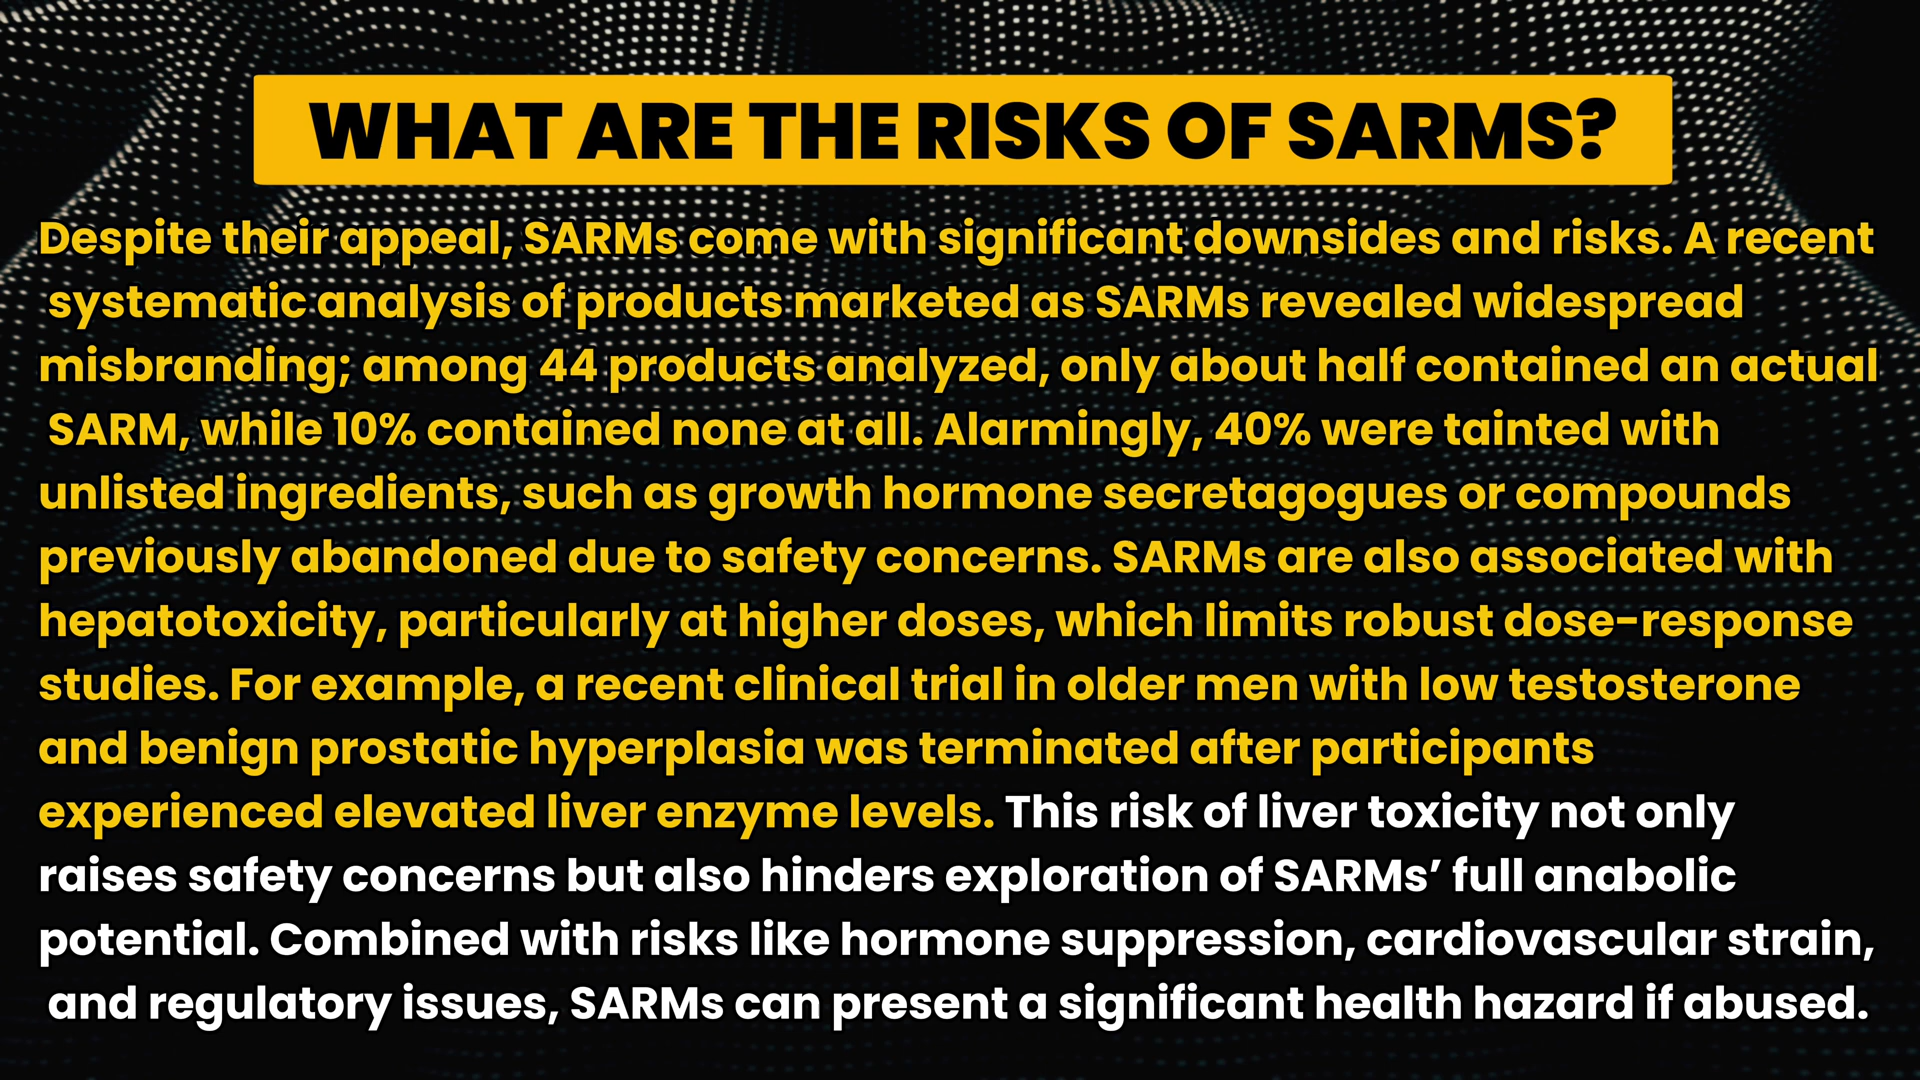 WHAT ARE THE RISKS OF SARMS?
Despite their appeal, SARMs come with significant downsides and risks. A recent
systematic analysis of products marketed as SARMs revealed widespread
misbranding; among 44 products analyzed, only about half contained an actual
SARM, while 10% contained none at all. Alarmingly, 40% were tainted with
unlisted ingredients, such as growth hormone secretagogues or compounds
previously abandoned due to safety concerns. SARMs are also associated with
hepatotoxicity, particularly at higher doses, which limits robust dose-response
studies. For example, a recent clinical trial in older men with low testosterone
and benign prostatic hyperplasia was terminated after participants
experienced elevated liver enzyme levels. This risk of liver toxicity not only
raises safety concerns but also hinders exploration of SARMs’ full anabolic
potential. Combined with risks like hormone suppression, cardiovascular strain,
and regulatory issues, SARMs can present a significant health hazard if abused.